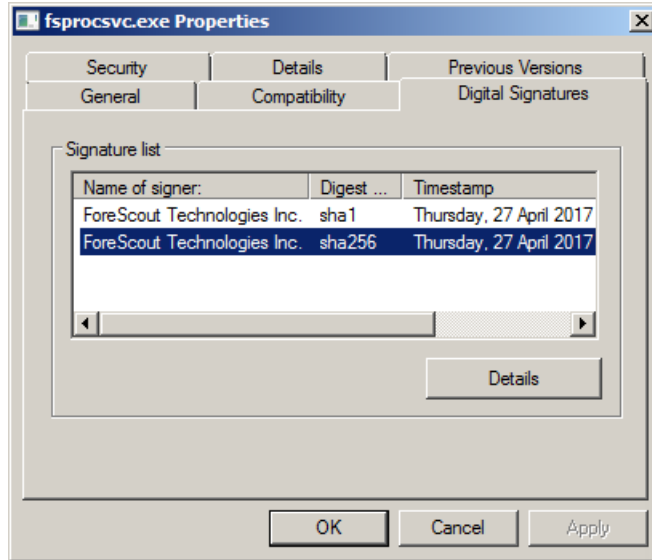 fsprocsvc.exe Properties
Security Details Previous Versions
General Compatibility Digital Signatures
Signature list
Name of signer: Digest ... Timestamp
ForeScout Technologies Inc. sha1 Thursday, 27 April 2017
ForeScout Technologies Inc. sha256 Thursday, 27 April 2017
Details
OK Cancel Apply